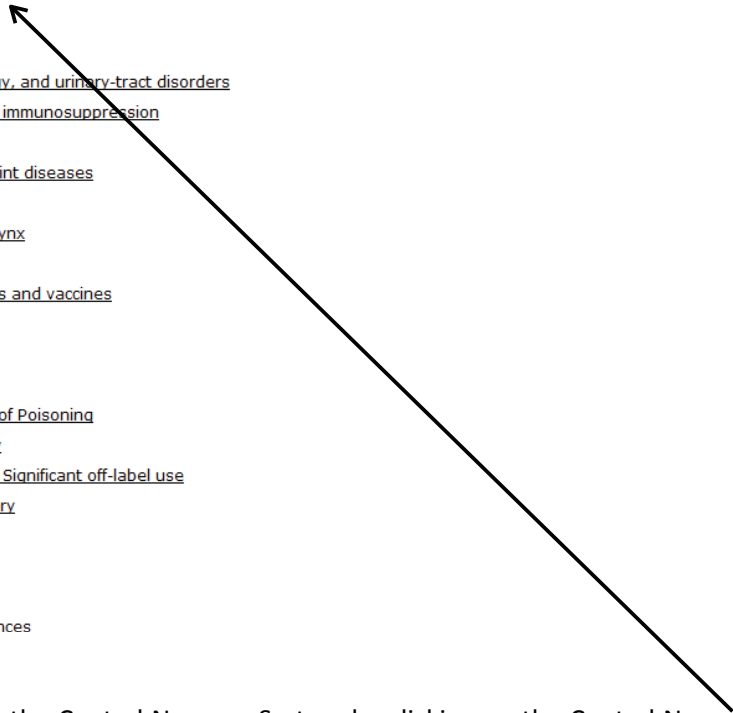 y, and urinary-tract disorders
immunosuppression
int diseases
ynx
s and vaccines
of Poisoning
Significant off-label use
ry
nces
the Central Nervous System by clicking on the Central Ner